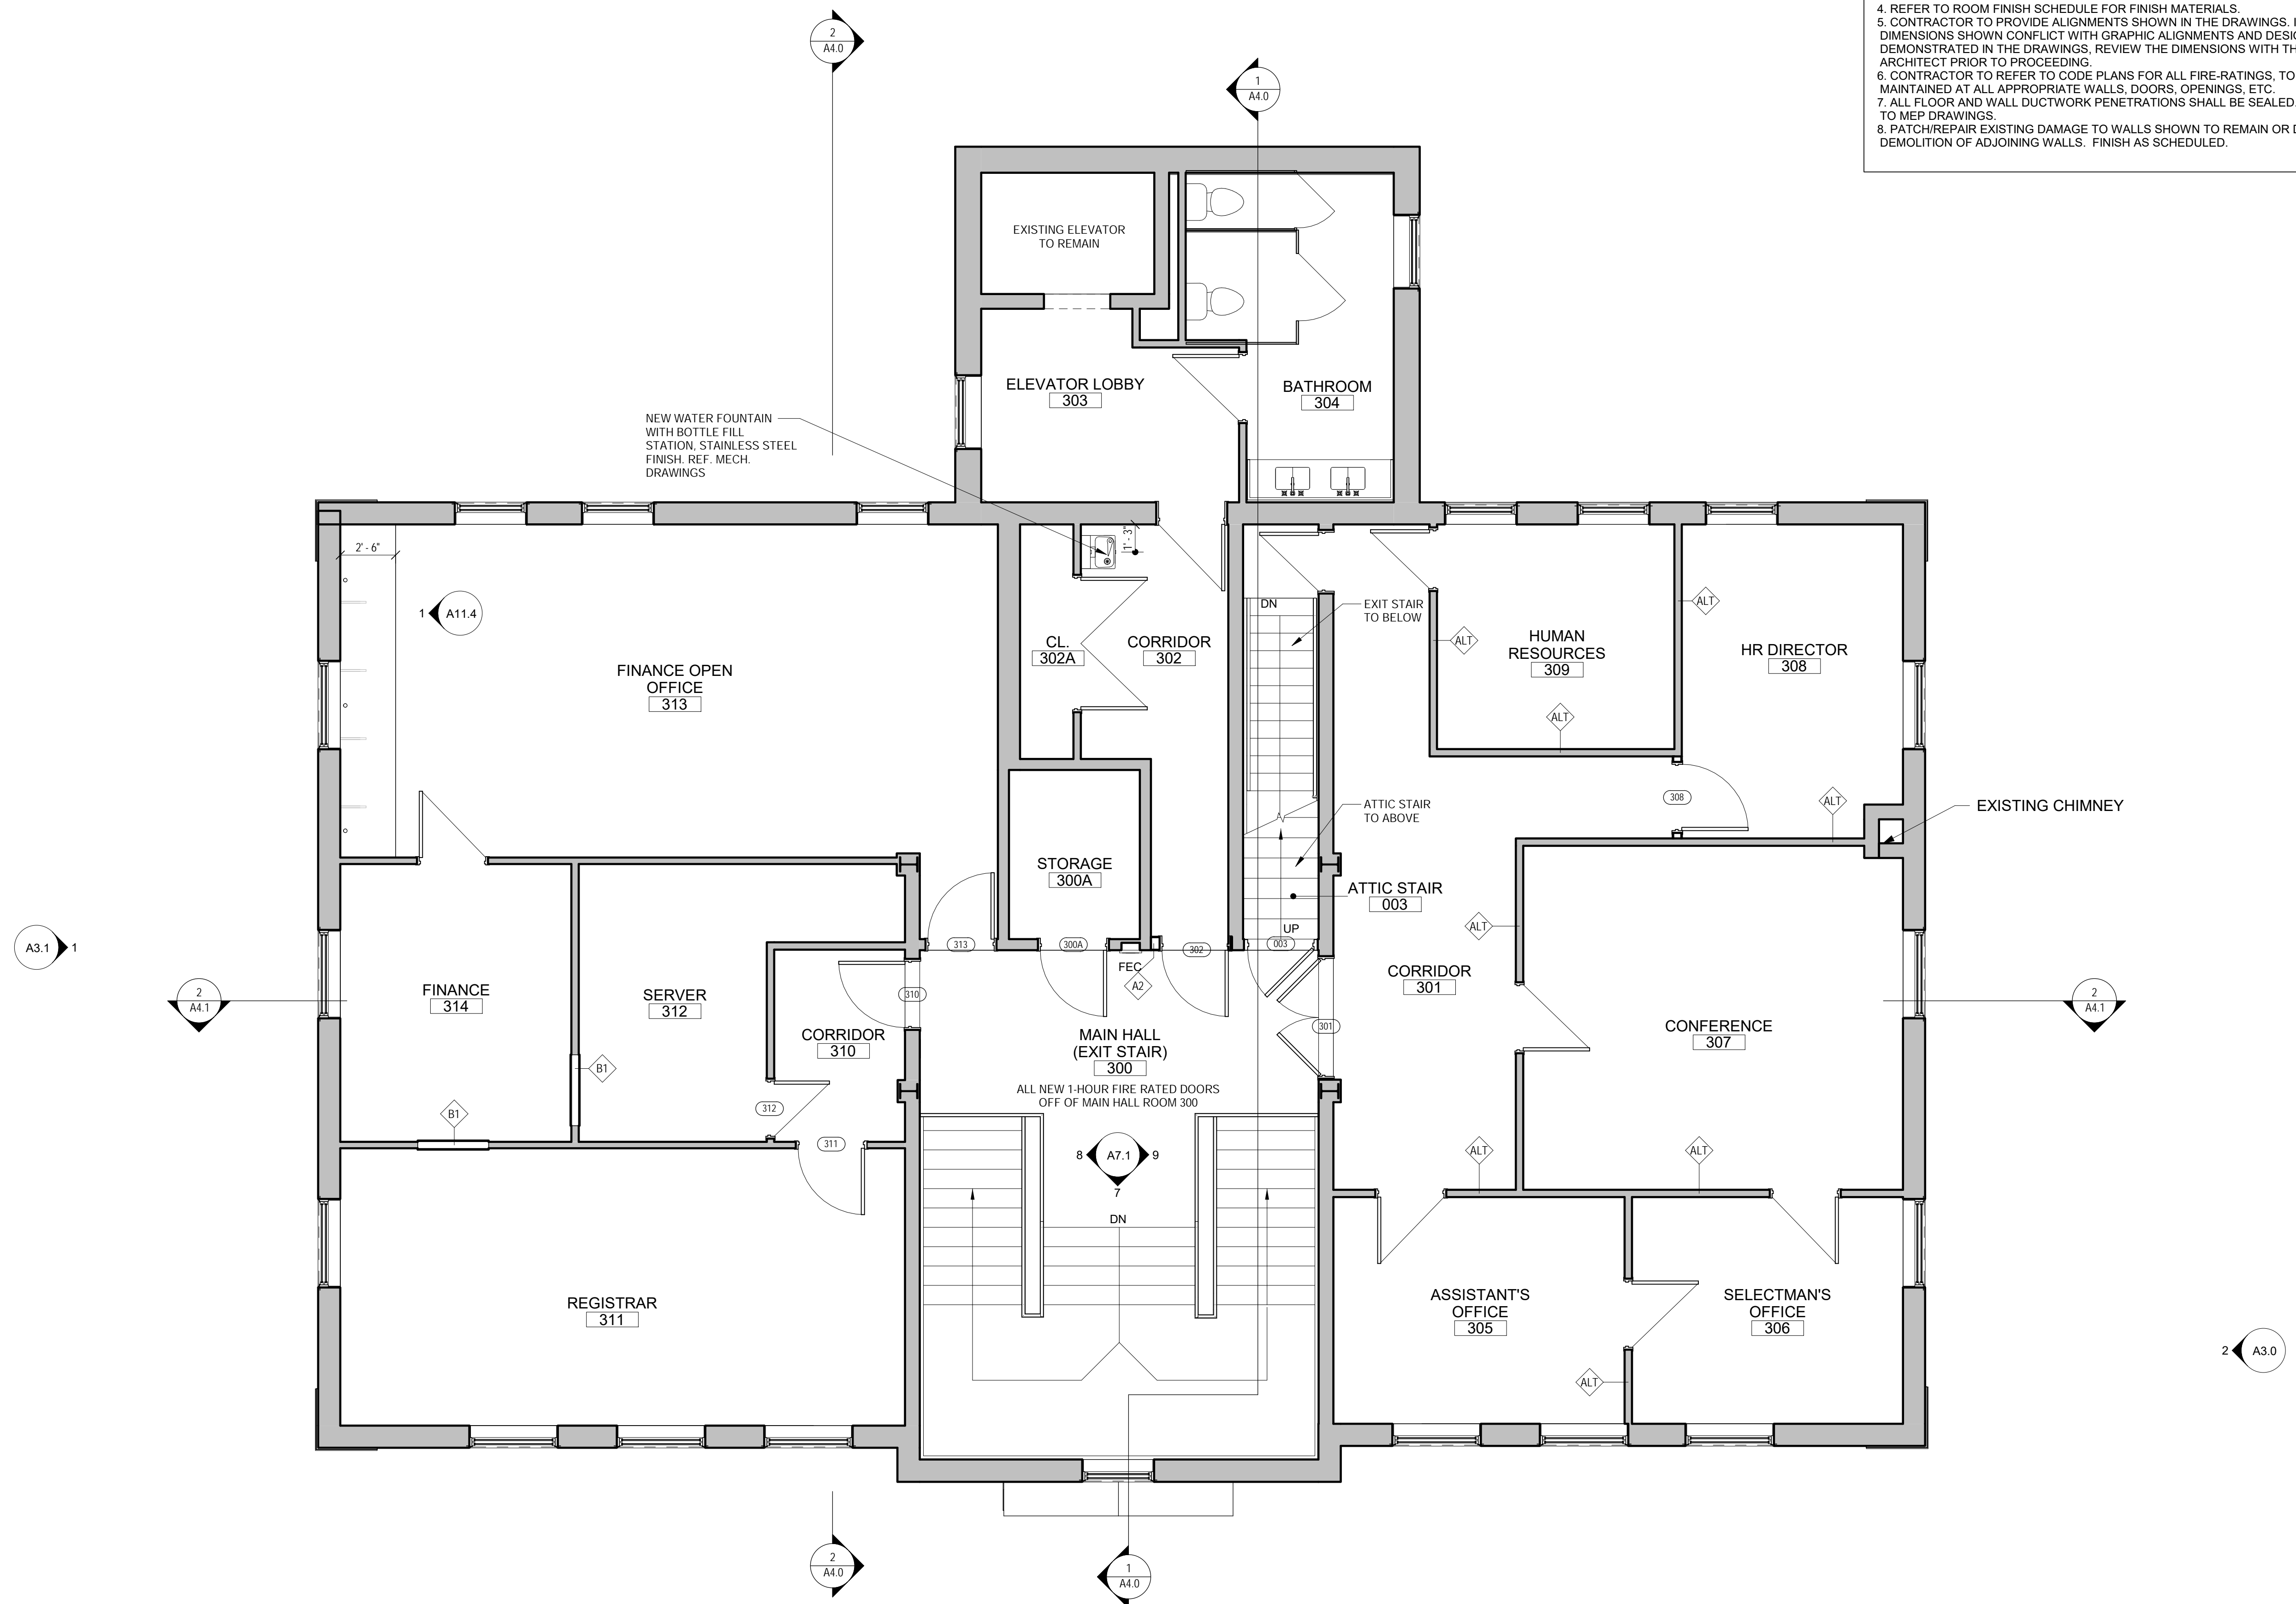 4. REFER TO ROOM FINISH SCHEDULE FOR FINISH MATERIALS.
5. CONTRACTOR TO PROVIDE ALIGNMENTS SHOWN IN THE DRAWINGS.
DIMENSIONS SHOWN CONFLICT WITH GRAPHIC ALIGNMENTS AND
DEMONSTRATED IN THE DRAWINGS, REVIEW THE DIMENSIONS WITH
ARCHITECT PRIOR TO PROCEEDING.
6. CONTRACTOR TO REFER TO CODE PLANS FOR ALL FIRE-RATINGS, TO
MAINTAINED AT ALL APPROPRIATE WALLS, DOORS, OPENINGS, ETC.
7. ALL FLOOR AND WALL DUCTWORK PENETRATIONS SHALL BE SEALED.
TO MEP DRAWINGS.
8. PATCH/REPAIR EXISTING DAMAGE TO WALLS SHOWN TO REMAIN OR
DEMOLITION OF ADJOINING WALLS. FINISH AS SCHEDULED.
2
A4.0
1
A4.0
EXISTING ELEVATOR
TO REMAIN
ELEVATOR LOBBY
303
BATHROOM
304
NEW WATER FOUNTAIN
WITH BOTTLE FILL
STATION, STAINLESS STEEL
FINISH. REF. MECH.
DRAWINGS
2' - 6"
1' - 3"
1
A11.4
FINANCE OPEN
OFFICE
313
CL.
302A
CORRIDOR
302
DN
EXIT STAIR
TO BELOW
ALT
ALT
HUMAN
RESOURCES
309
HR DIRECTOR
308
ALT
308
ALT
EXISTING CHIMNEY
ATTIC STAIR
TO ABOVE
STORAGE
300A
ATTIC STAIR
003
UP
ALT
313
300A
302
003
FEC
A2
A3.1
1
2
A4.1
FINANCE
314
SERVER
312
310
CORRIDOR
310
MAIN HALL
(EXIT STAIR)
300
ALL NEW 1-HOUR FIRE RATED DOORS
OFF OF MAIN HALL ROOM 300
301
CORRIDOR
301
CONFERENCE
307
2
A4.1
B1
B1
312
311
8
A7.1
9
7
ALT
ALT
DN
REGISTRAR
311
ASSISTANT'S
OFFICE
305
SELECTMAN'S
OFFICE
306
ALT
2
A3.0
2
A4.0
1
A4.0